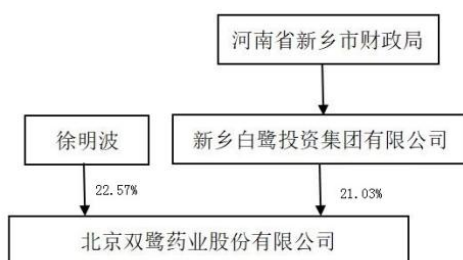 河南省新乡市财政局
徐明波
新乡白鹭投资集团有限公司
22.57%
21.03%
北京双鹭药业股份有限公司